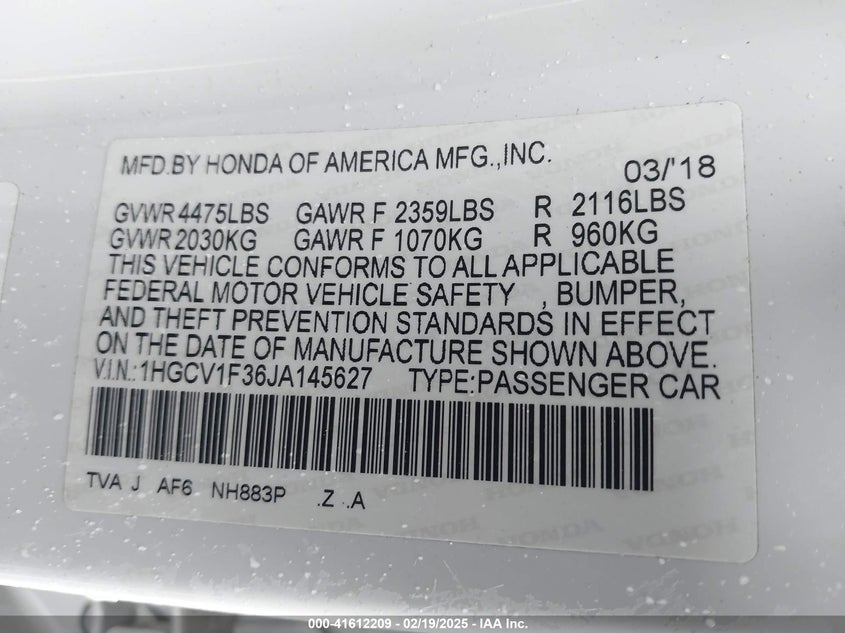 MFD.BY HONDA OF AMERICA MFG.,INC. 03/'18
GVWR 4475LBS GAWR F 2359LBS R 2116LBS
GVWR 2030KG GAWR F 1070KG R 960KG
THIS VEHICLE CONFORMS TO ALL APPLICABLE
FEDERAL MOTOR VEHICLE SAFETY , BUMPER,
AND THEFT PREVENTION STANDARDS IN EFFECT
ON THE DATE OF MANUFACTURE SHOWN ABOVE.
V.I.N.:1HGCV1F36JA145627 TYPE:PASSENGER CAR
TVA J AF6 NH883P .Z .A
HONDA
000-41612209 - 02/19/2025 - IAA Inc.